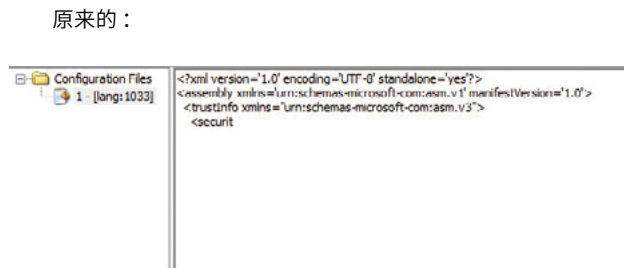 原来的：
Configuration Files
1 - [lang:1033]
<?xml version='1.0' encoding='UTF-8' standalone='yes'?>
<assembly xmlns='urn:schemas-microsoft-com:asm.v1' manifestVersion='1.0'>
<trustInfo xmlns="urn:schemas-microsoft-com:asm.v3">
<securit